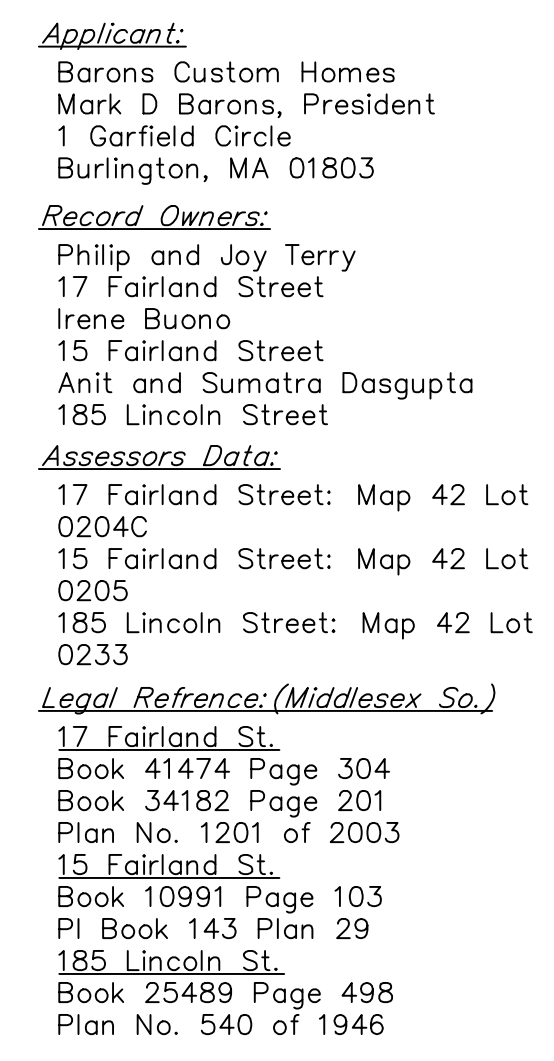 Applicant:
Barons Custom Homes
Mark D Barons, President
1 Garfield Circle
Burlington, MA 01803
Record Owners:
Philip and Joy Terry
17 Fairland Street
Irene Buono
15 Fairland Street
Anit and Sumatra Dasgupta
185 Lincoln Street
Assessors Data:
17 Fairland Street: Map 42 Lot
0204C
15 Fairland Street: Map 42 Lot
0205
185 Lincoln Street: Map 42 Lot
0233
Legal Refrence: (Middlesex So.)
17 Fairland St.
Book 41474 Page 304
Book 34182 Page 201
Plan No. 1201 of 2003
15 Fairland St.
Book 10991 Page 103
Pl Book 143 Plan 29
185 Lincoln St.
Book 25489 Page 498
Plan No. 540 of 1946